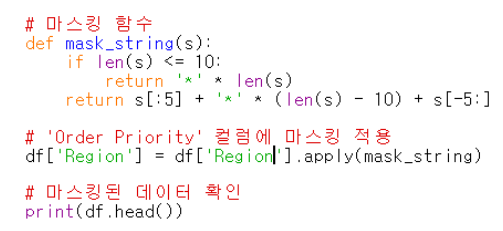 # 마스킹 함수
def mask_string(s):
    if len(s) <= 10:
        return '*' * len(s)
    return s[:5] + '*' * (len(s) - 10) + s[-5:]
# 'Order Priority' 컬럼에 마스킹 적용
df['Region'] = df['Region'].apply(mask_string)
# 마스킹된 데이터 확인
print(df.head())